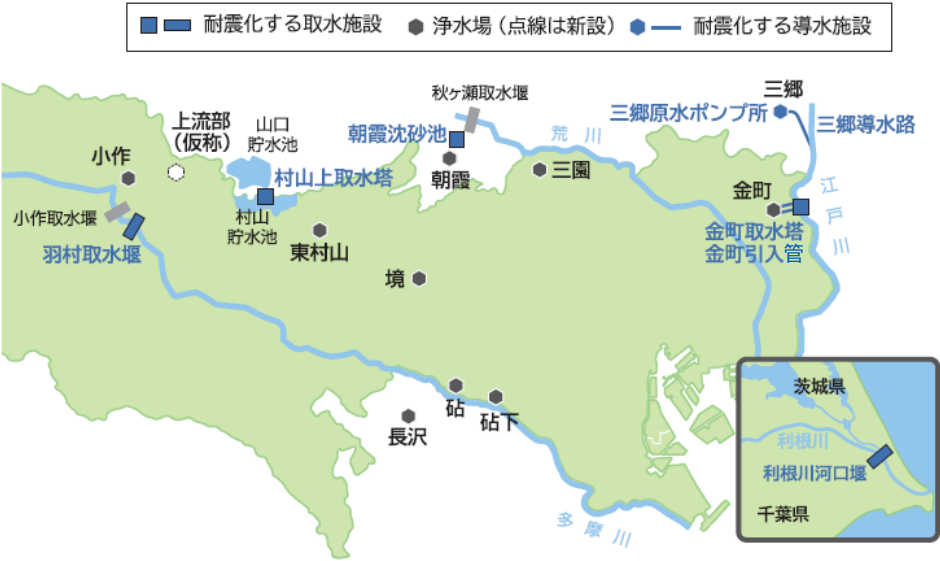 耐震化する取水施設
浄水場(点線は新設)
耐震化する導水施設
秋ヶ瀬取水堰
三郷
三郷原水ポンプ所
三郷導水路
上流部
(仮称)
山口
貯水池
朝霞沈砂池
荒川
小作
村山上取水塔
朝霞
三園
金町
江戸川
小作取水堰
村山
貯水池
羽村取水堰
東村山
金町取水塔
金町引入管
境
茨城県
砧
砧下
長沢
利根川
利根川河口堰
千葉県
多摩川